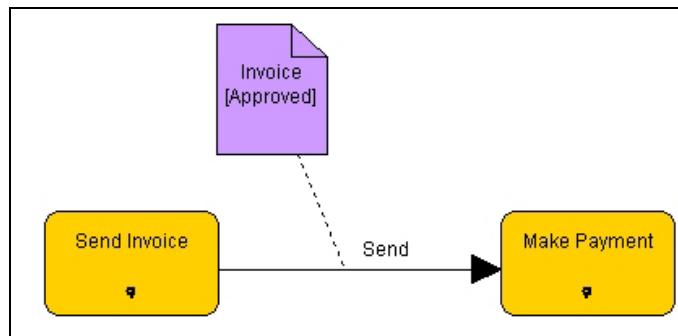 Invoice
[Approved]
Send Invoice
Send
Make Payment